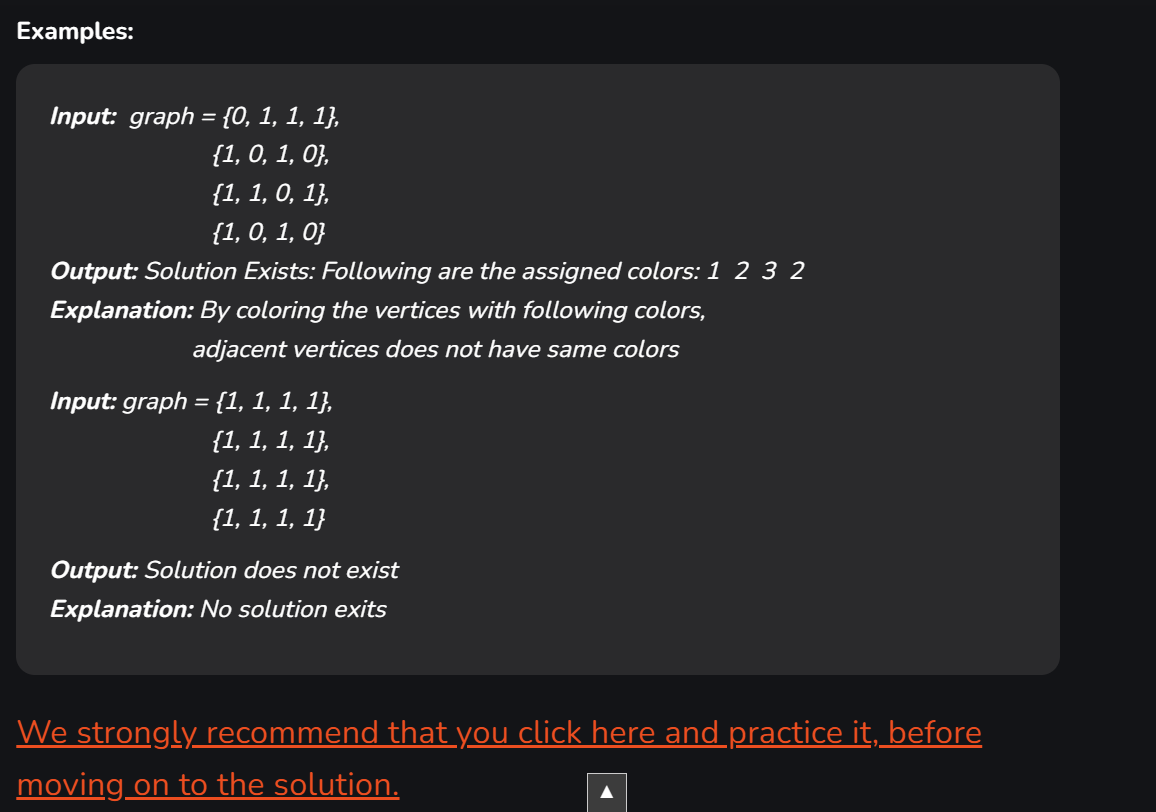 Examples:
Input: graph = {0, 1, 1, 1},
{1, 0, 1, 0},
{1, 1, 0, 1},
{1, 0, 1, 0}
Output: Solution Exists: Following are the assigned colors: 1 2 3 2
Explanation: By coloring the vertices with following colors,
adjacent vertices does not have same colors
Input: graph = {1, 1, 1, 1},
{1, 1, 1, 1},
{1, 1, 1, 1},
{1, 1, 1, 1}
Output: Solution does not exist
Explanation: No solution exits
We strongly recommend that you click here and practice it, before
moving on to the solution.